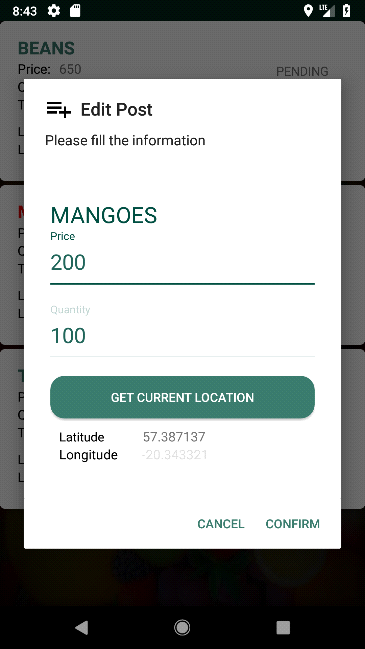 8:43
LTE
BEANS
Price: 650
PENDING
Edit Post
Please fill the information
MANGOES
Price
200
Quantity
100
GET CURRENT LOCATION
Latitude 57.387137
Longitude -20.343321
CANCEL CONFIRM